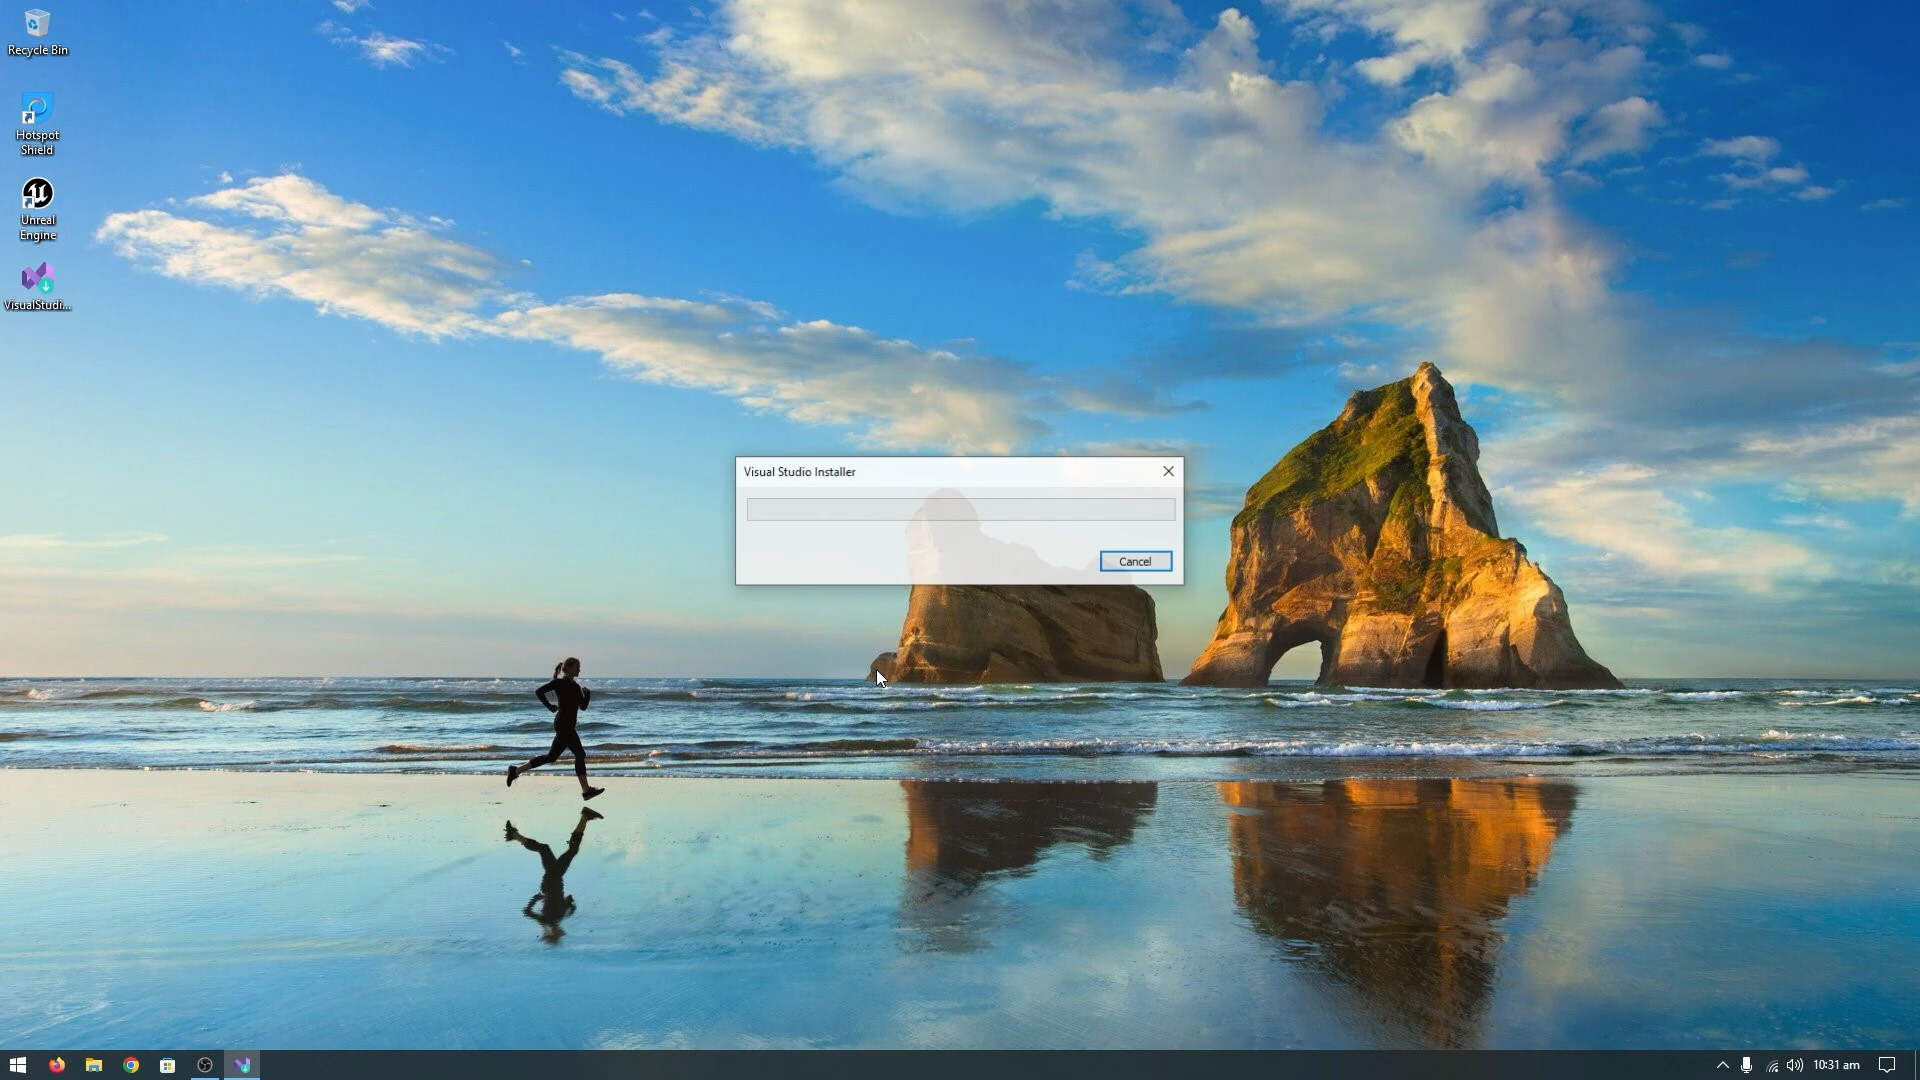 Recycle Bin
Hotspot
Shield
Unreal
Engine
VisualStudi...
Visual Studio Installer
Cancel
10:31 am